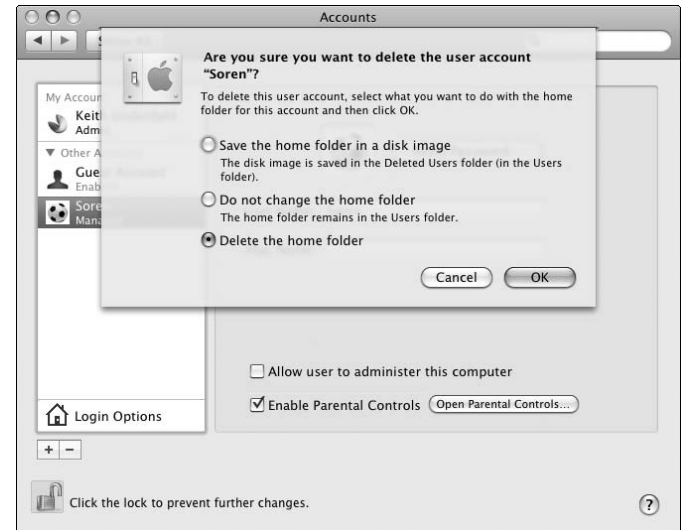 Accounts
Are you sure you want to delete the user account
“Soren”?
To delete this user account, select what you want to do with the home
folder for this account and then click OK.
Save the home folder in a disk image
The disk image is saved in the Deleted Users folder (in the Users
folder).
Do not change the home folder
The home folder remains in the Users folder.
Delete the home folder
Cancel OK
My Accoun
Keit
Adm
Other A
Gue
Enab
Sore
Mana
Allow user to administer this computer
Enable Parental Controls Open Parental Controls...
Login Options
+ −
Click the lock to prevent further changes. ?